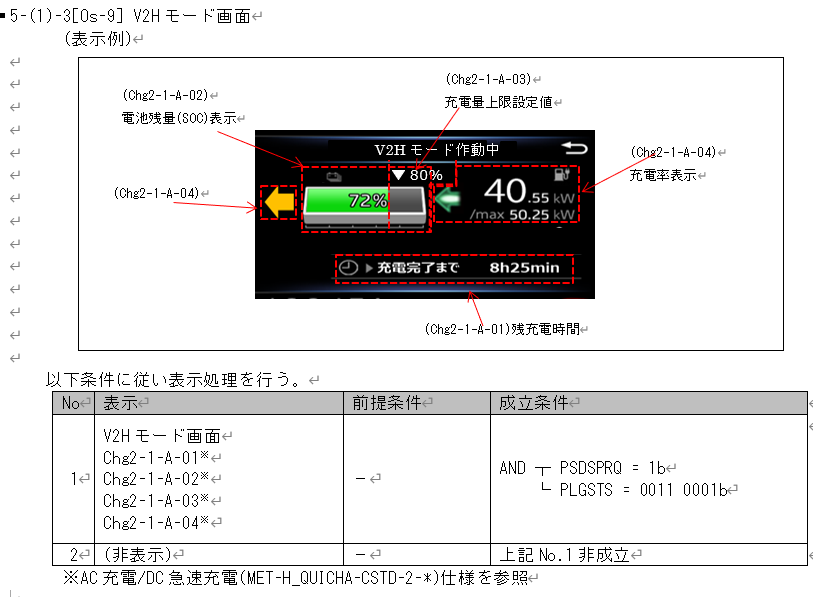 5-(1)-3[Os-9] V2Hモード画面
(表示例)
(Chg2-1-A-03)
充電量上限設定値
(Chg2-1-A-02)
電池残量(SOC)表示
(Chg2-1-A-04)
充電率表示
(Chg2-1-A-04)
V2H モード作動中
▼ 80%
72%
40.55 kW
/max 50.25 kW
充電完了まで 8h25min
(Chg2-1-A-01)残充電時間
以下条件に従い表示処理を行う。
No 表示 前提条件 成立条件
1 V2Hモード画面
Chg2-1-A-01※
Chg2-1-A-02※
Chg2-1-A-03※
Chg2-1-A-04※
－
AND ┬ PSDSPRQ = 1b
└ PLGSTS = 0011 0001b
2 (非表示) － 上記No.1非成立
※AC充電/DC急速充電(MET-H_QUICHA-CSTD-2-*)仕様を参照